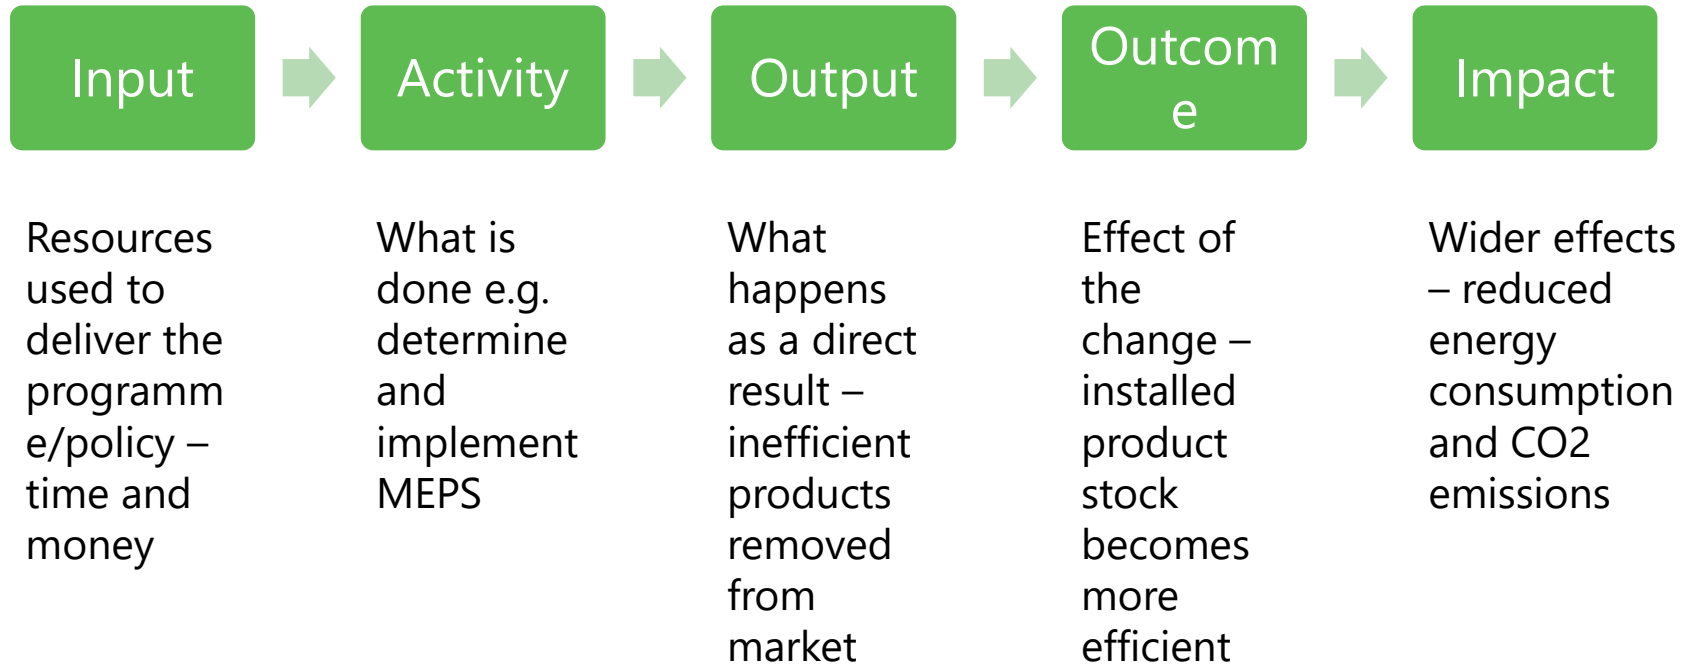 Input
Activity
Output
Outcom
e
Impact
Resources
used to
deliver the
programm
e/policy –
time and
money
What is
done e.g.
determine
and
implement
MEPS
What
happens
as a direct
result –
inefficient
products
removed
from
market
Effect of
the
change –
installed
product
stock
becomes
more
efficient
Wider effects
– reduced
energy
consumption
and CO2
emissions